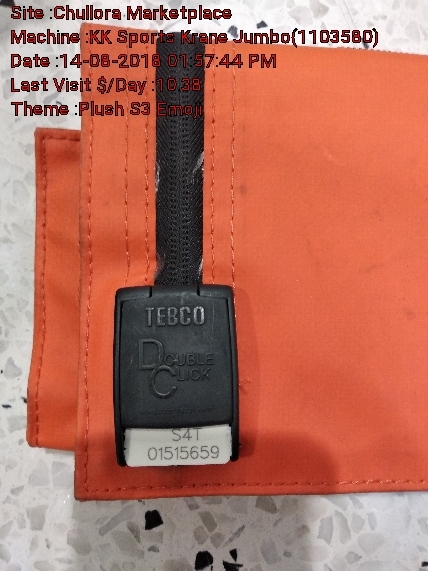 Site :Chullora Marketplace
Machine :KK Sports Krane Jumbo(110358D)
Date :14-08-2018 01:57:44 PM
Last Visit $/Day :10.38
Theme :Plush S3 Emoji
TEBCO
DOUBLE
CLICK
S4T
01515659